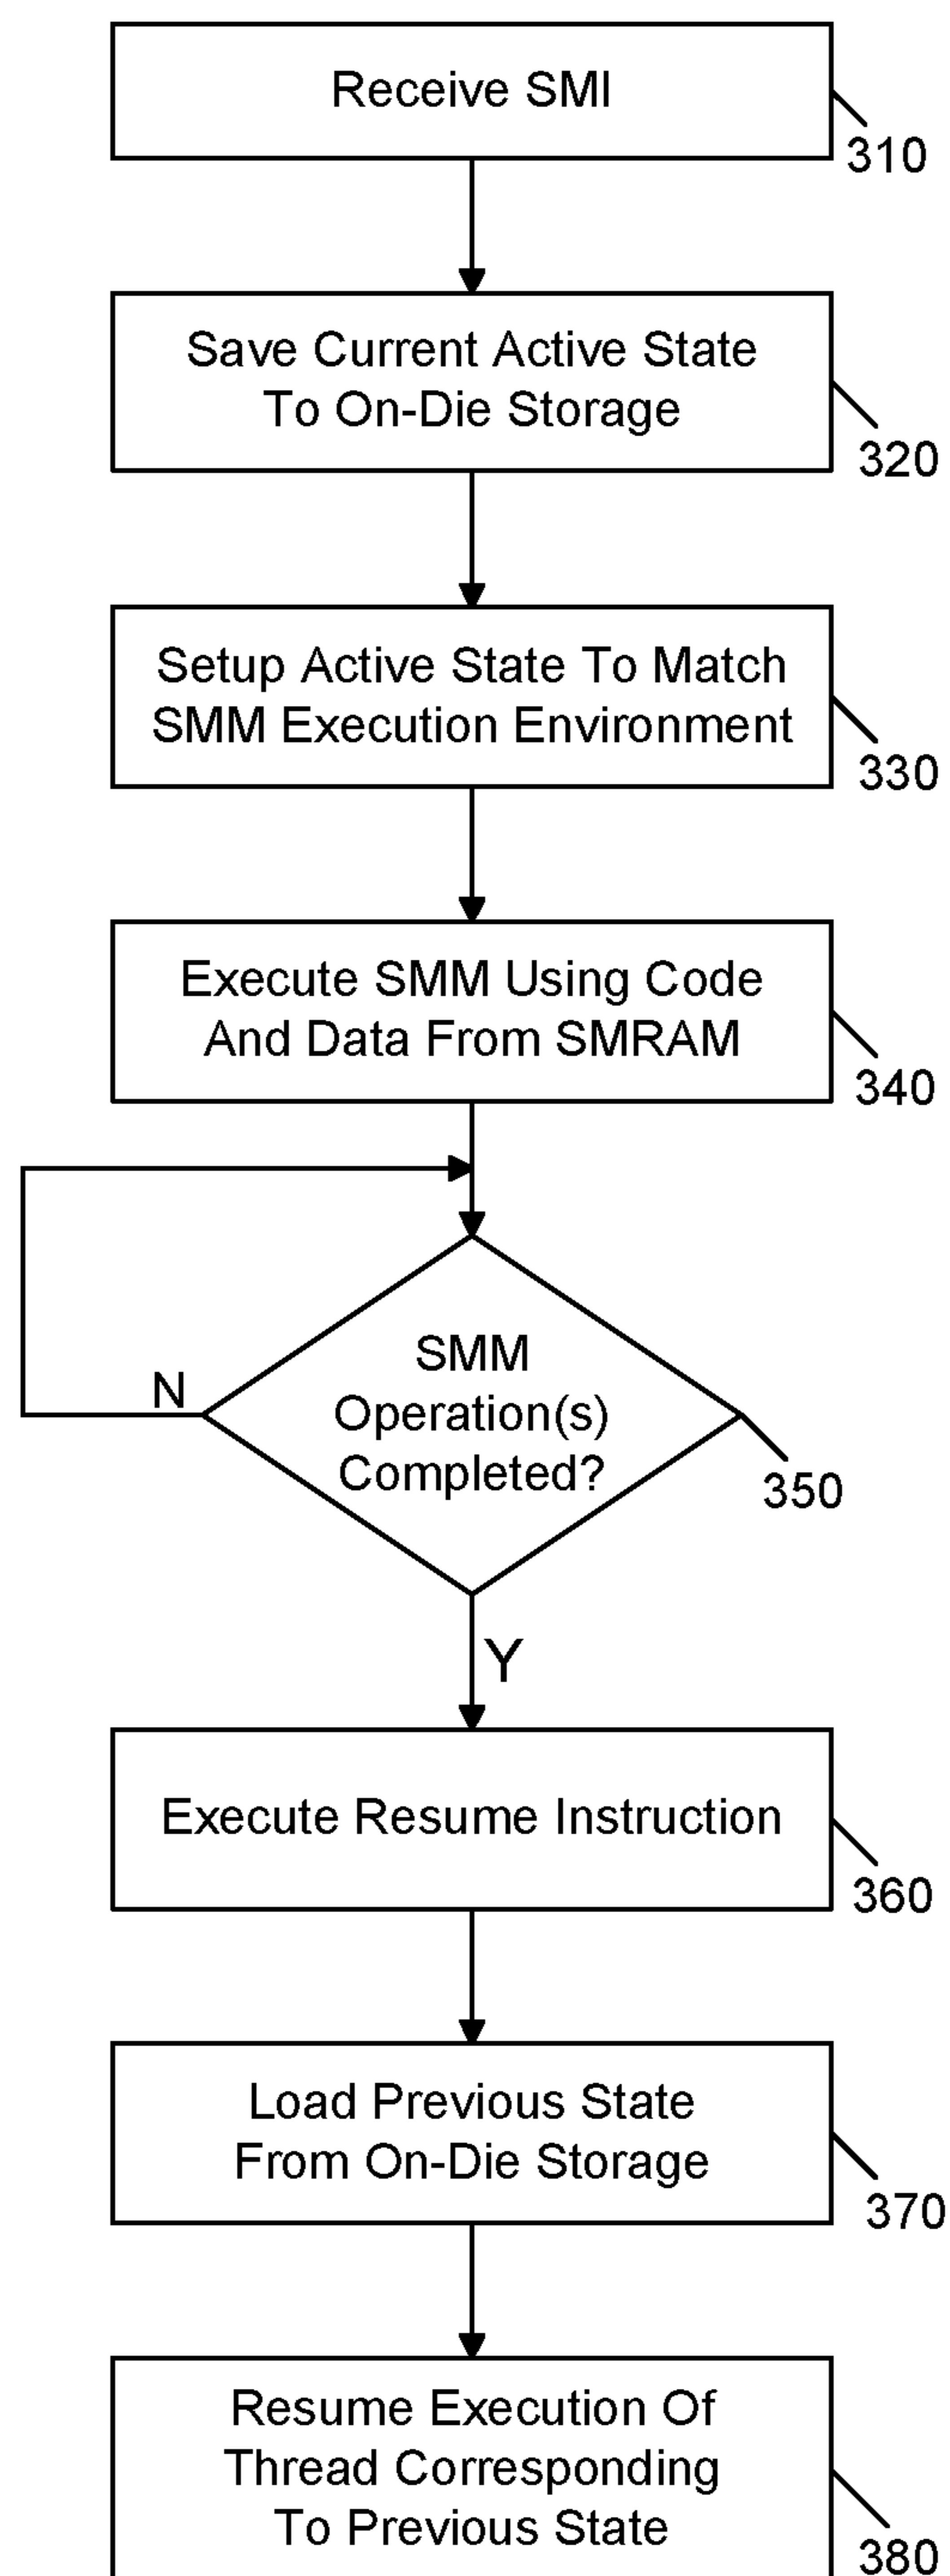 Receive SMI
310
Save Current Active State
To On-Die Storage
320
Setup Active State To Match
SMM Execution Environment
330
Execute SMM Using Code
And Data From SMRAM
340
SMM
Operation(s)
Completed?
N
350
Y
Execute Resume Instruction
360
Load Previous State
From On-Die Storage
370
Resume Execution Of
Thread Corresponding
To Previous State
380